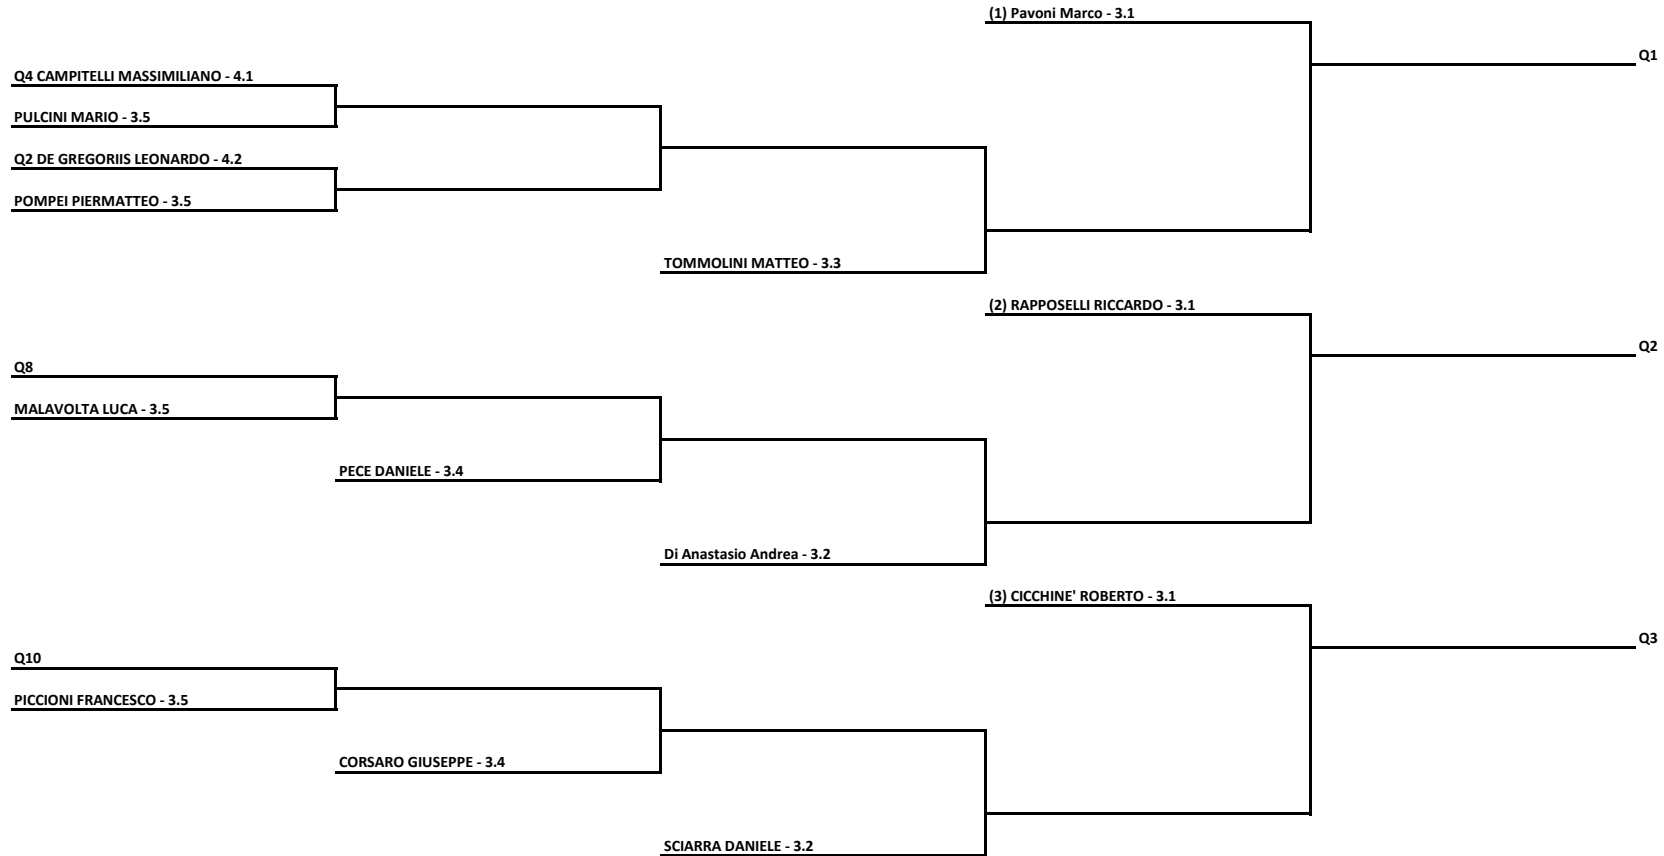 (1) Pavoni Marco - 3.1
Q1
Q4 CAMPITELLI MASSIMILIANO - 4.1
PULCINI MARIO - 3.5
Q2 DE GREGORIIS LEONARDO - 4.2
POMPEI PIERMATTEO - 3.5
TOMMOLINI MATTEO - 3.3
(2) RAPPOSELLI RICCARDO - 3.1
Q2
Q8
MALAVOLTA LUCA - 3.5
PECE DANIELE - 3.4
Di Anastasio Andrea - 3.2
(3) CICCHINE' ROBERTO - 3.1
Q3
Q10
PICCIONI FRANCESCO - 3.5
CORSARO GIUSEPPE - 3.4
SCIARRA DANIELE - 3.2